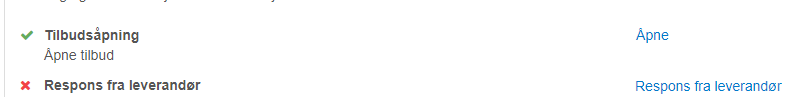 Tilbudsåpning Åpne
Åpne tilbud
Respons fra leverandør Respons fra leverandør